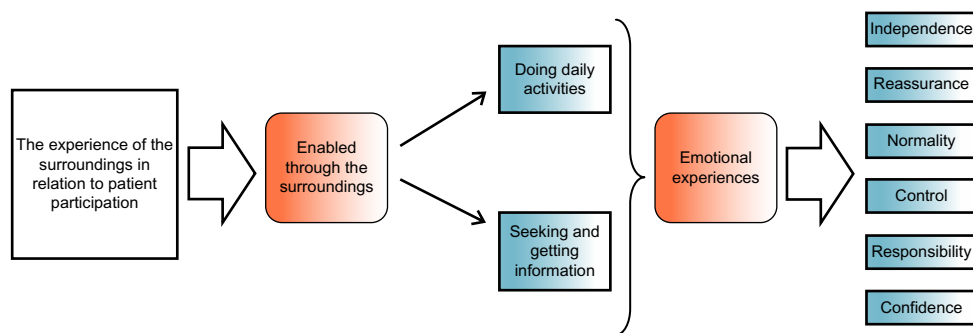 The experience of the
surroundings in
relation to patient
participation
Enabled
through the
surroundings
Doing daily
activities
Seeking and
getting
information
Emotional
experiences
Independence
Reassurance
Normality
Control
Responsibility
Confidence